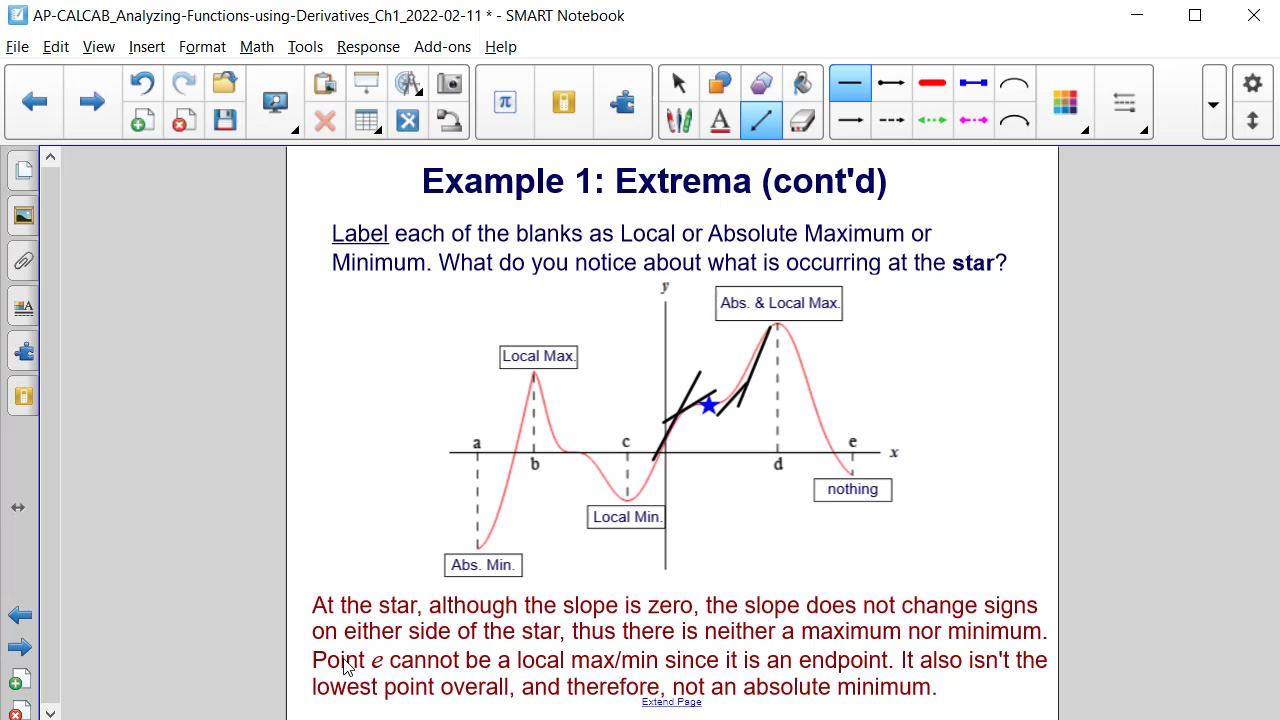 AP-CALCAB_Analyzing-Functions-using-Derivatives_Ch1_2022-02-11 * - SMART Notebook
File Edit View Insert Format Math Tools Response Add-ons Help
π
A
Example 1: Extrema (cont'd)
Label each of the blanks as Local or Absolute Maximum or
Minimum. What do you notice about what is occurring at the star?
y
Abs. & Local Max.
Local Max.
a
c
e
x
b
d
nothing
Local Min.
Abs. Min.
At the star, although the slope is zero, the slope does not change signs
on either side of the star, thus there is neither a maximum nor minimum.
Point e cannot be a local max/min since it is an endpoint. It also isn't the
lowest point overall, and therefore, not an absolute minimum.
Extend Page